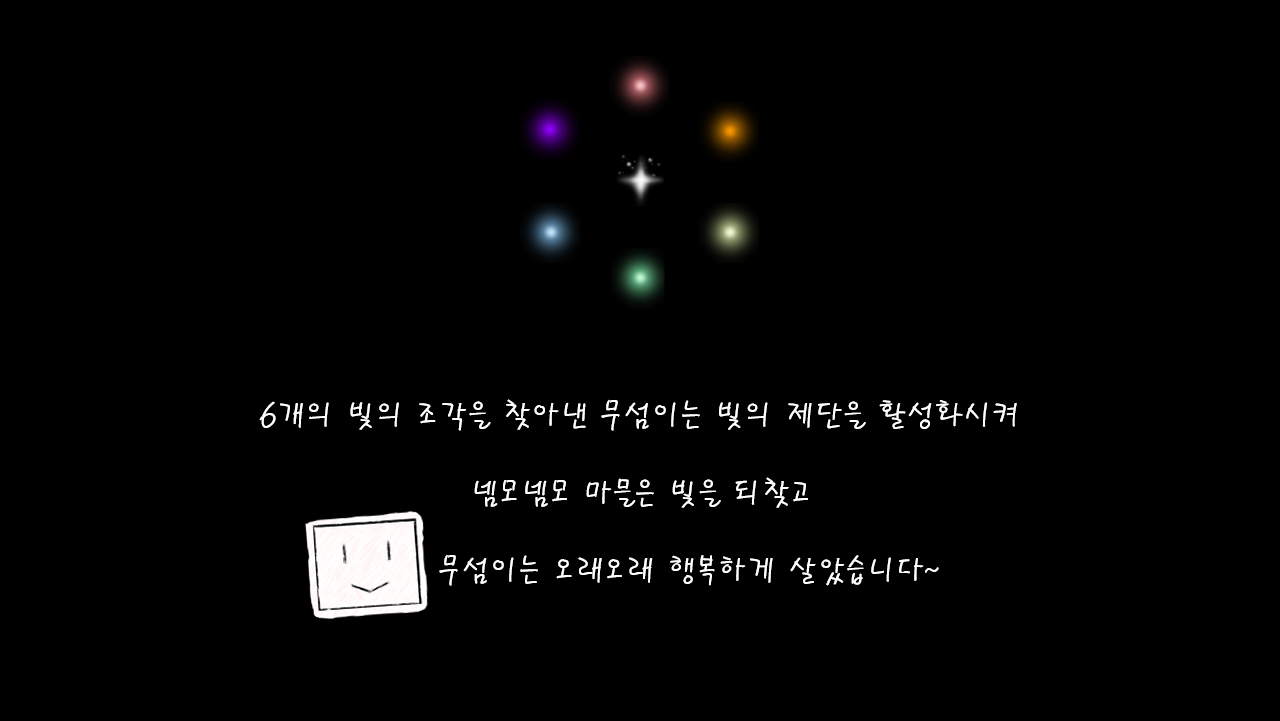 6개의 빛의 조각을 찾아낸 무섬이는 빛의 제단을 활성화시켜
넴모넴모 마믈은 빛을 되찾고
무섬이는 오래오래 행복하게 살았습니다~